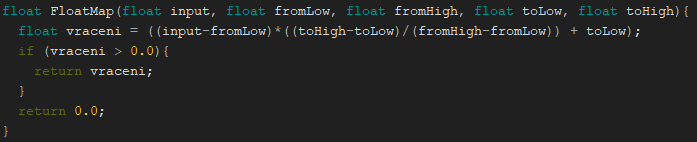 float FloatMap(float input, float fromLow, float fromHigh, float toLow, float toHigh){
  float vraceni = ((input-fromLow)*((toHigh-toLow)/(fromHigh-fromLow)) + toLow);
  if (vraceni > 0.0){
    return vraceni;
  }
  return 0.0;
}